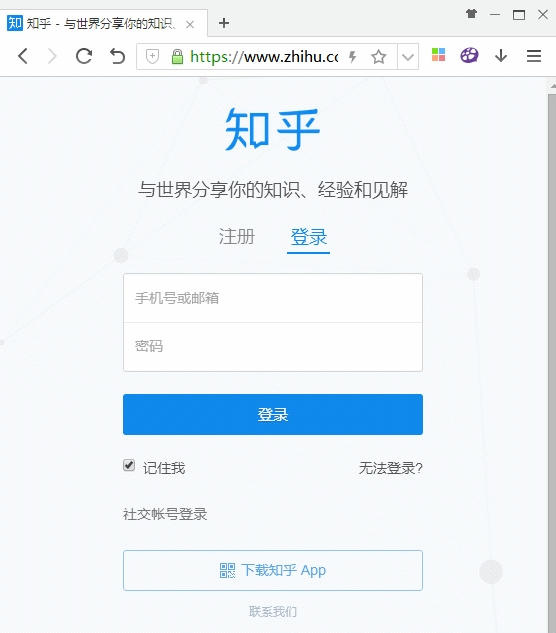 知 知乎 - 与世界分享你的知识、
https://www.zhihu.co
知乎
与世界分享你的知识、经验和见解
注册 登录
手机号或邮箱
密码
登录
记住我 无法登录?
社交帐号登录
下载知乎 App
联系我们